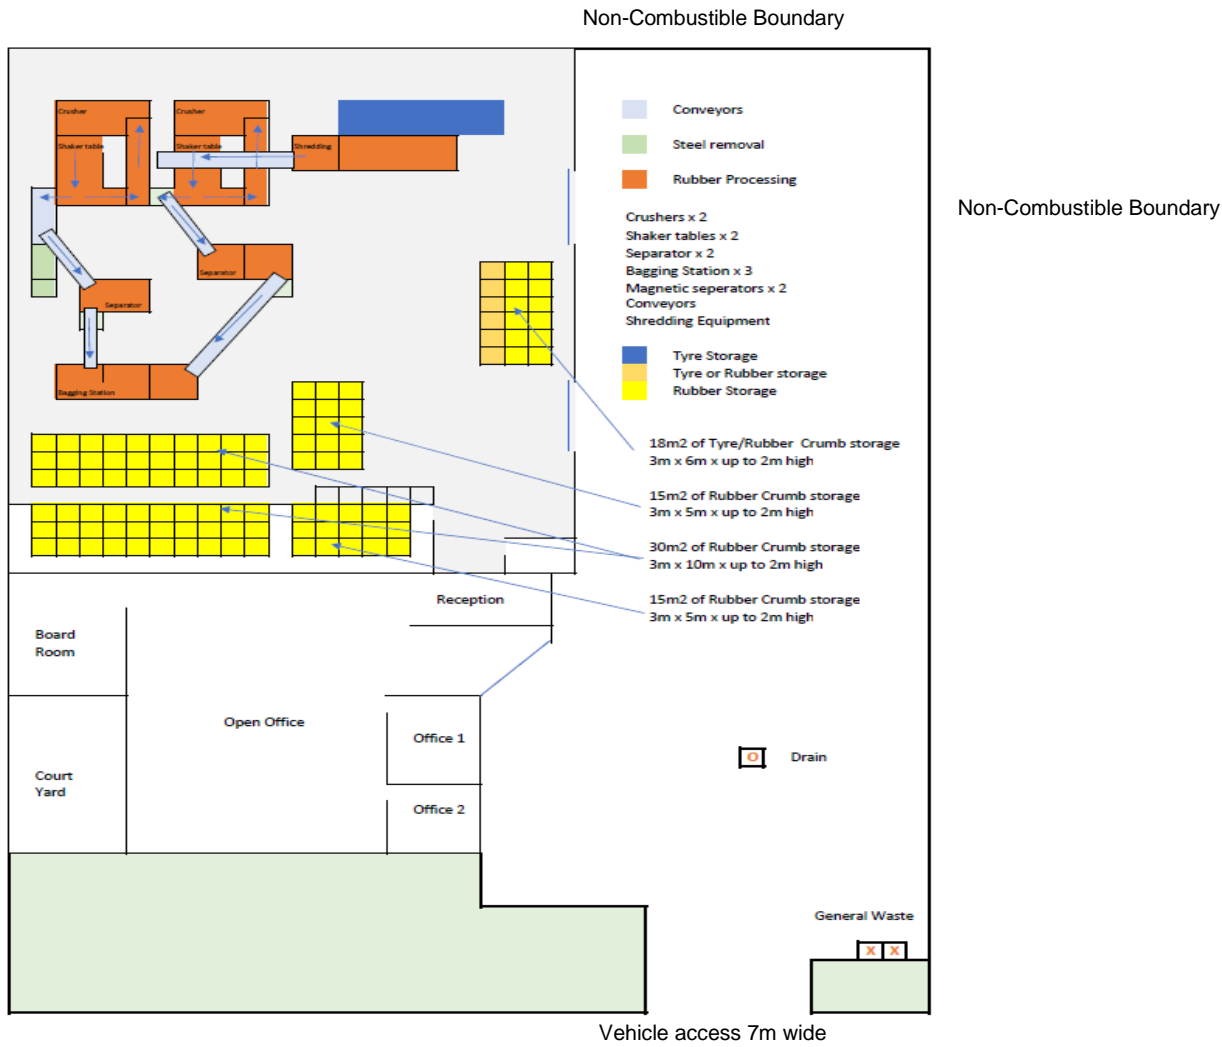 Non-Combustible Boundary
Crusher
Crusher
Shaker table
Shaker table
Shredding
Separator
Separator
Bagging Station
Conveyors
Steel removal
Rubber Processing
Non-Combustible Boundary
Crushers x 2
Shaker tables x 2
Separator x 2
Bagging Station x 3
Magnetic seperators x 2
Conveyors
Shredding Equipment
Tyre Storage
Tyre or Rubber storage
Rubber Storage
18m2 of Tyre/Rubber Crumb storage
3m x 6m x up to 2m high
15m2 of Rubber Crumb storage
3m x 5m x up to 2m high
30m2 of Rubber Crumb storage
3m x 10m x up to 2m high
15m2 of Rubber Crumb storage
3m x 5m x up to 2m high
Reception
Board
Room
Open Office
Office 1
Court
Yard
Office 2
O
Drain
General Waste
X X
Vehicle access 7m wide